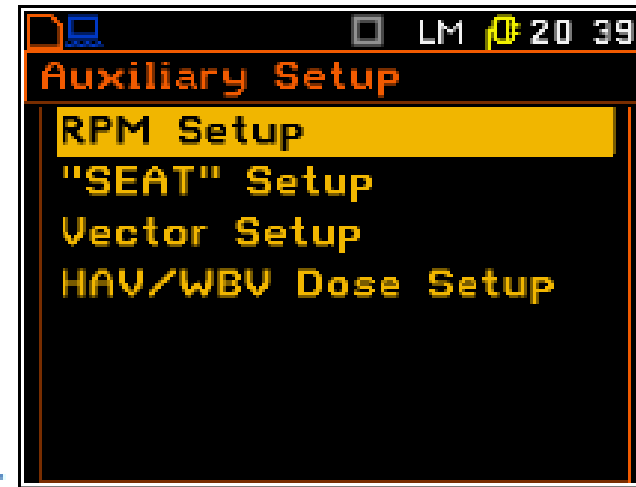 LM 20 39
Auxiliary Setup
RPM Setup
"SEAT" Setup
Vector Setup
HAV/WBV Dose Setup